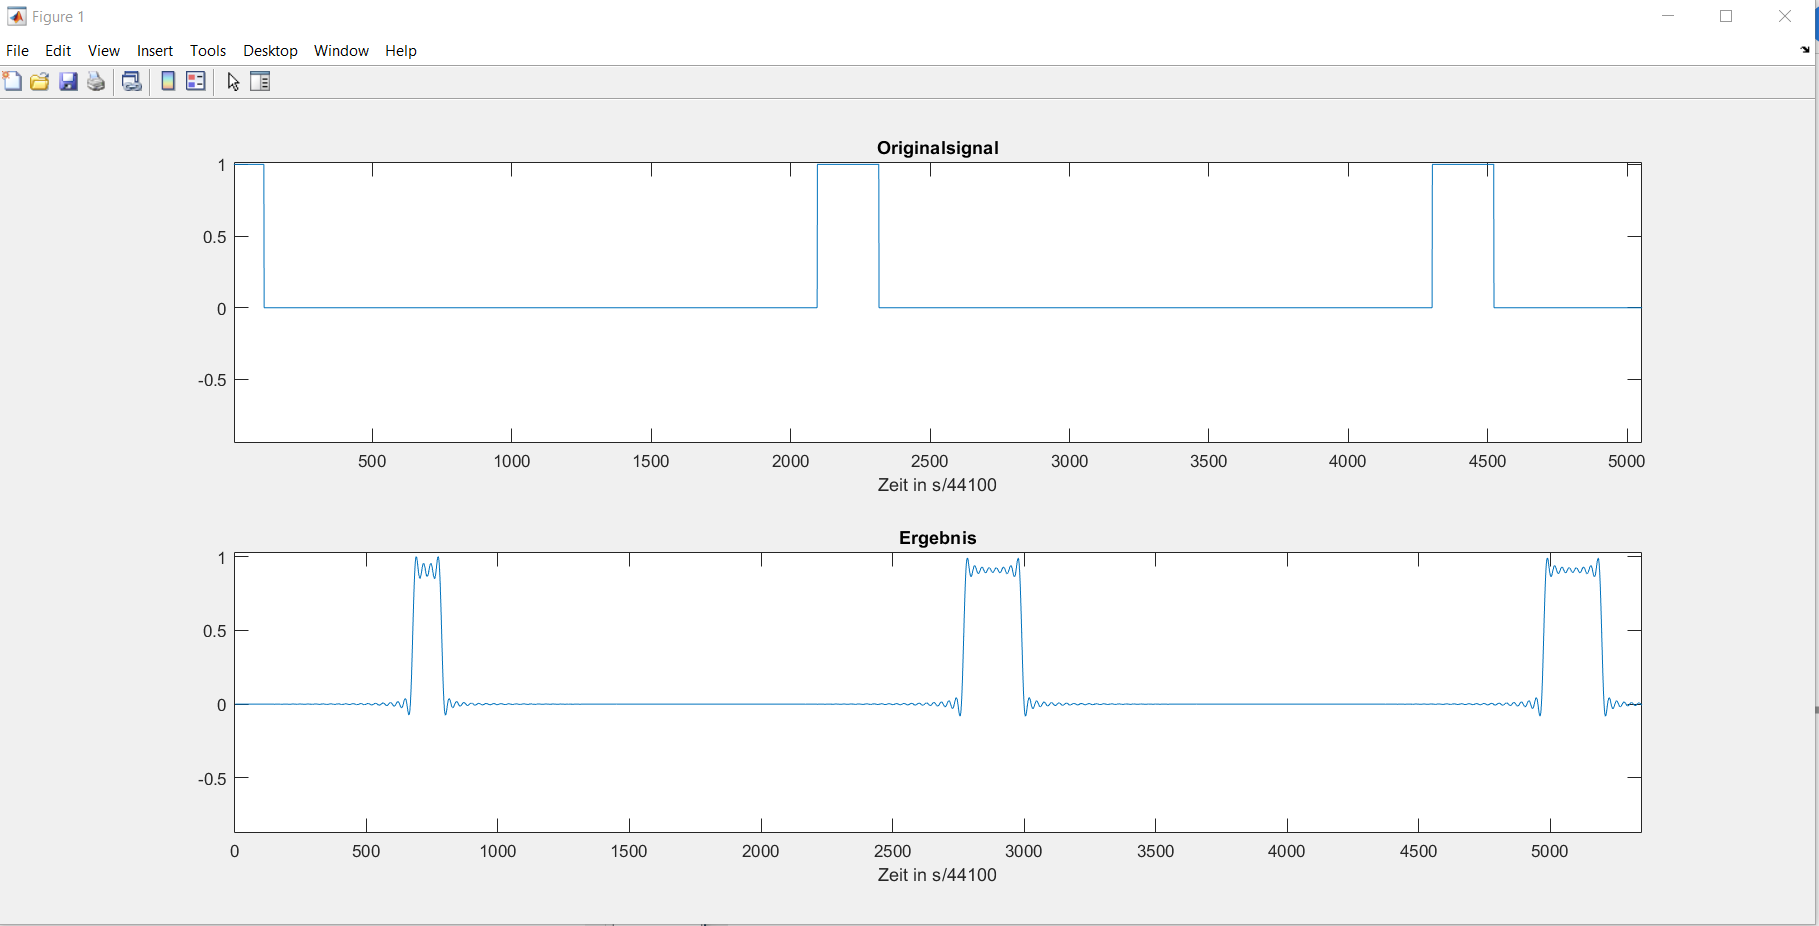 Figure 1
File Edit View Insert Tools Desktop Window Help
Originalsignal
1
0.5
0
-0.5
500 1000 1500 2000 2500 3000 3500 4000 4500 5000
Zeit in s/44100
Ergebnis
1
0.5
0
-0.5
0 500 1000 1500 2000 2500 3000 3500 4000 4500 5000
Zeit in s/44100